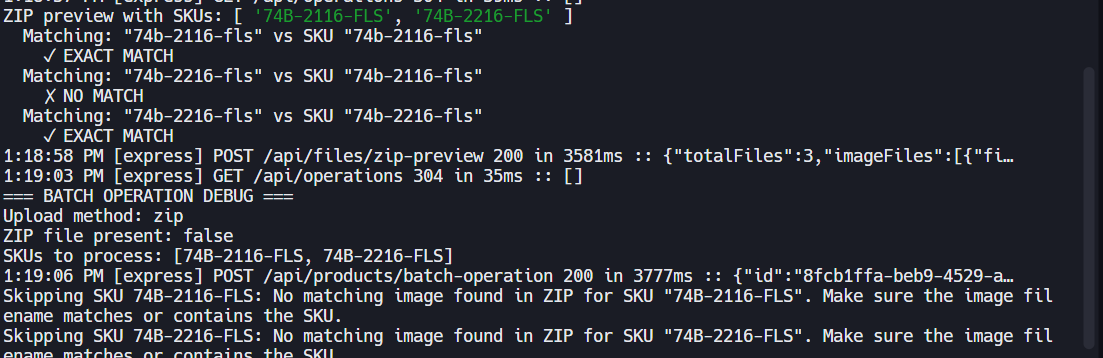 ZIP preview with SKUs: [ '74B-2116-FLS', '74B-2216-FLS' ]
Matching: "74b-2116-fls" vs SKU "74b-2116-fls"
✓ EXACT MATCH
Matching: "74b-2216-fls" vs SKU "74b-2116-fls"
✗ NO MATCH
Matching: "74b-2216-fls" vs SKU "74b-2216-fls"
✓ EXACT MATCH
1:18:58 PM [express] POST /api/files/zip-preview 200 in 3581ms :: {"totalFiles":3,"imageFiles":[{"fi…
1:19:03 PM [express] GET /api/operations 304 in 35ms :: []
=== BATCH OPERATION DEBUG ===
Upload method: zip
ZIP file present: false
SKUs to process: [74B-2116-FLS, 74B-2216-FLS]
1:19:06 PM [express] POST /api/products/batch-operation 200 in 3777ms :: {"id":"8fcb1ffa-beb9-4529-a…
Skipping SKU 74B-2116-FLS: No matching image found in ZIP for SKU "74B-2116-FLS". Make sure the image fil
ename matches or contains the SKU.
Skipping SKU 74B-2216-FLS: No matching image found in ZIP for SKU "74B-2216-FLS". Make sure the image fil
ename matches or contains the SKU